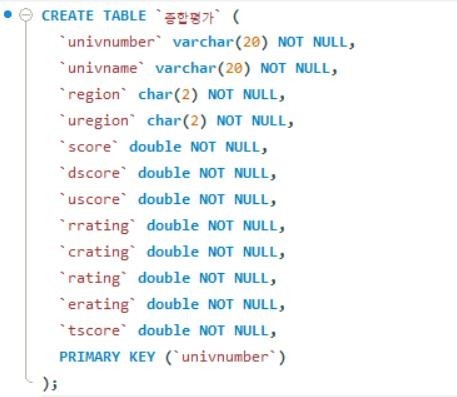 CREATE TABLE `종합평가` (
`univnumber` varchar(20) NOT NULL,
`univname` varchar(20) NOT NULL,
`region` char(2) NOT NULL,
`uregion` char(2) NOT NULL,
`score` double NOT NULL,
`dscore` double NOT NULL,
`uscore` double NOT NULL,
`rrating` double NOT NULL,
`crating` double NOT NULL,
`rating` double NOT NULL,
`erating` double NOT NULL,
`tscore` double NOT NULL,
PRIMARY KEY (`univnumber`)
);